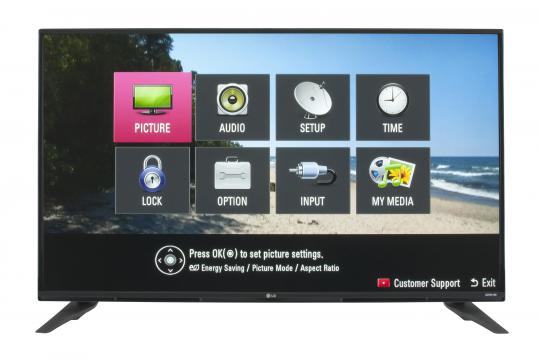 PICTURE
AUDIO
SETUP
TIME
LOCK
OPTION
INPUT
MY MEDIA
Press OK(◉) to set picture settings.
Energy Saving / Picture Mode / Aspect Ratio
Customer Support
Exit
LG